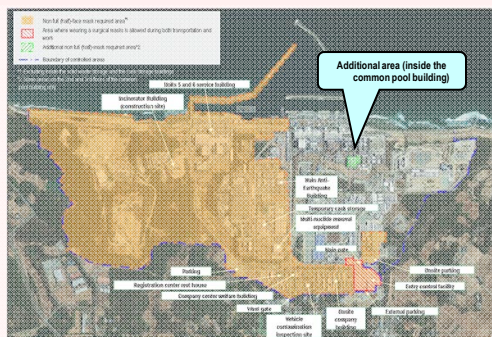 Non full (half)-face mask required area
Area where wearing a surgical masks is allowed during both transportation and
work
Additional non full (half)-mask required area
Boundary of controlled areas
Additional area (inside the
common pool building)
Units 5 and 6 service building
Incinerator Building
(construction site)
Main Anti-
Earthquake
Building
Temporary cask storage
Multi-nuclide removal
equipment
Main gate
Parking
Registration center rest house
Company center welfare building
Onsite parking
Entry control facility
Vehicle
contamination
inspection site
Onsite
company
building
External parking